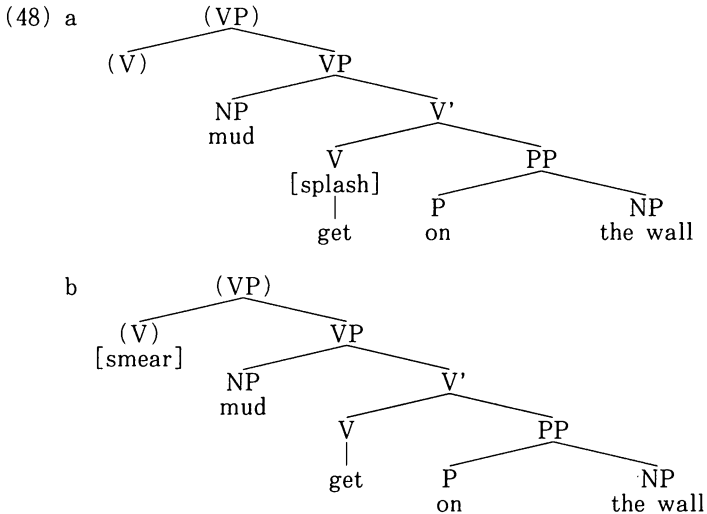 (48) a (VP)
(V) VP
NP V'
mud
V PP
[splash]
P NP
get on the wall
b (VP)
(V) VP
[smear]
NP V'
mud
V PP
get P NP
on the wall